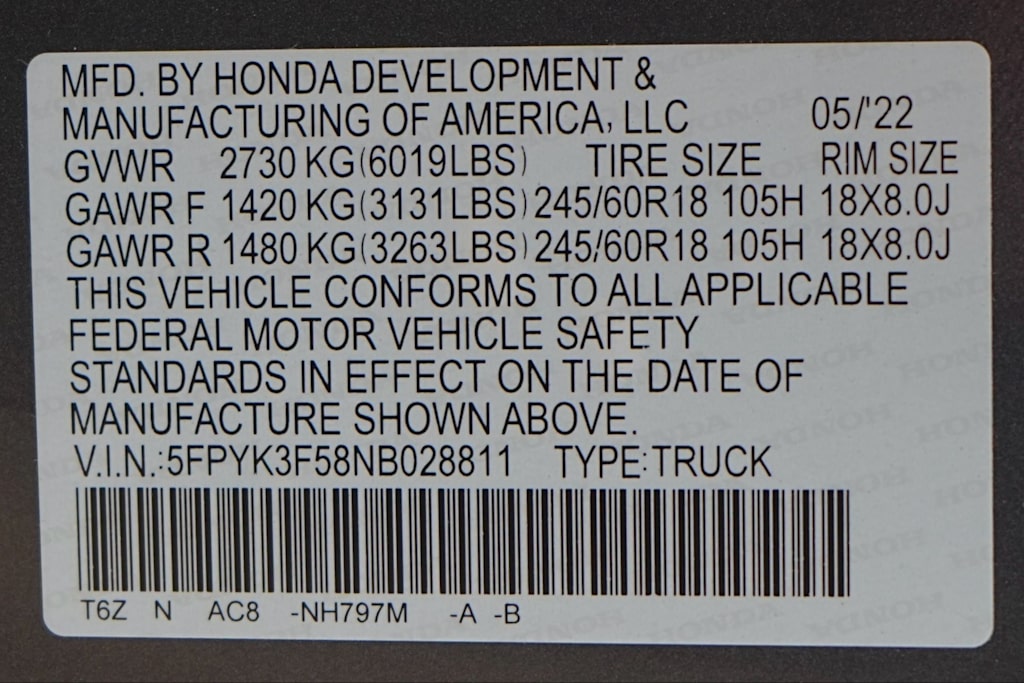 MFD. BY HONDA DEVELOPMENT &
MANUFACTURING OF AMERICA, LLC 05/'22
GVWR 2730 KG(6019LBS) TIRE SIZE RIM SIZE
GAWR F 1420 KG(3131LBS) 245/60R18 105H 18X8.0J
GAWR R 1480 KG(3263LBS) 245/60R18 105H 18X8.0J
THIS VEHICLE CONFORMS TO ALL APPLICABLE
FEDERAL MOTOR VEHICLE SAFETY
STANDARDS IN EFFECT ON THE DATE OF
MANUFACTURE SHOWN ABOVE.
V.I.N.:5FPYK3F58NB028811 TYPE:TRUCK
T6Z N AC8 -NH797M -A -B